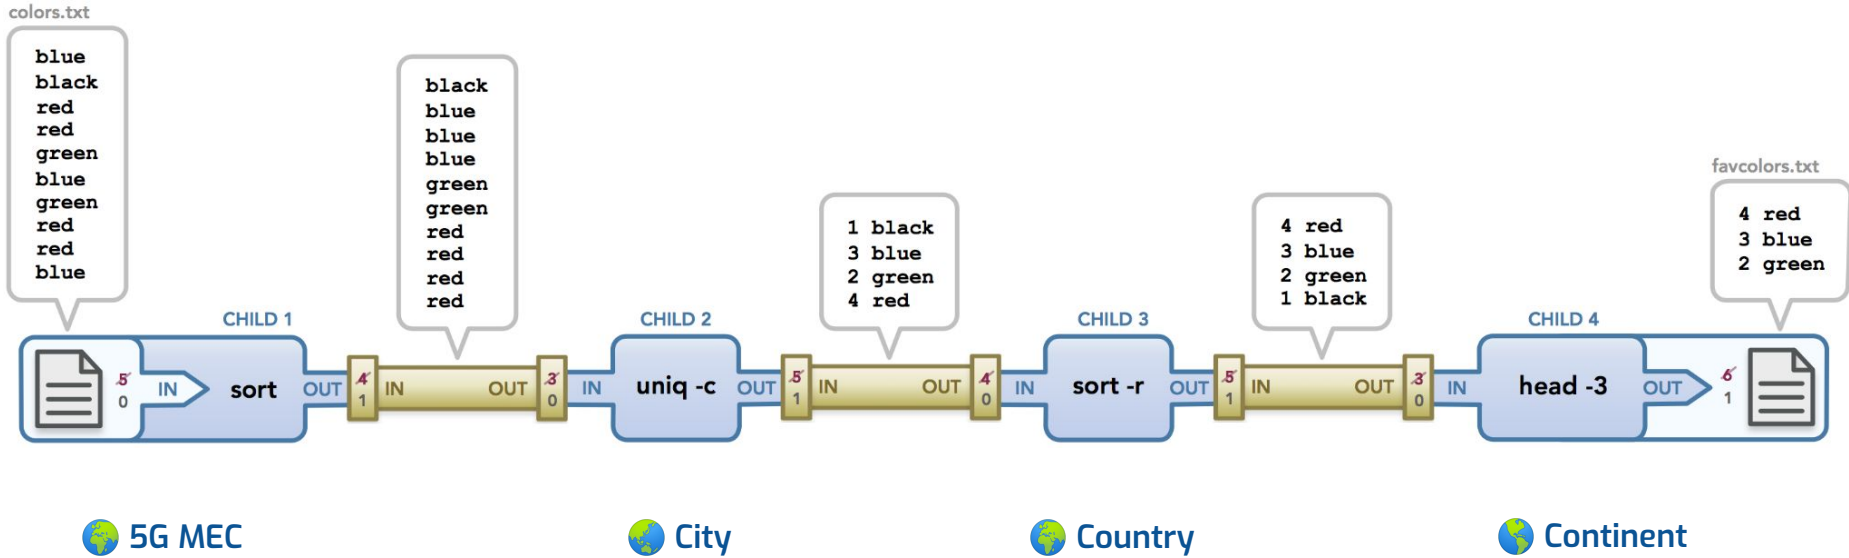 colors.txt
blue
black
red
red
green
blue
green
red
red
blue
black
blue
blue
blue
green
green
red
red
red
red
1 black
3 blue
2 green
4 red
4 red
3 blue
2 green
1 black
favcolors.txt
4 red
3 blue
2 green
CHILD 1
CHILD 2
CHILD 3
CHILD 4
5 0 IN sort OUT 4 1 IN OUT 3 0 IN uniq -c OUT 5 1 IN OUT 4 0 IN sort -r OUT 5 1 IN OUT 3 0 IN head -3 OUT 6 1
5G MEC
City
Country
Continent